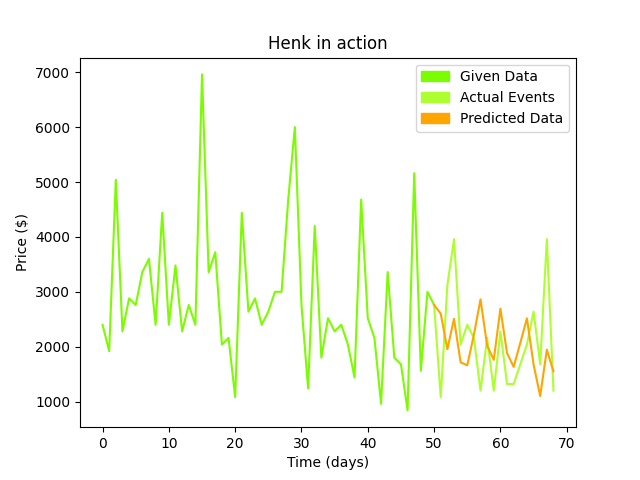 Henk in action
Given Data
Actual Events
Predicted Data
7000
6000
5000
4000
3000
2000
1000
Price ($)
0 10 20 30 40 50 60 70
Time (days)